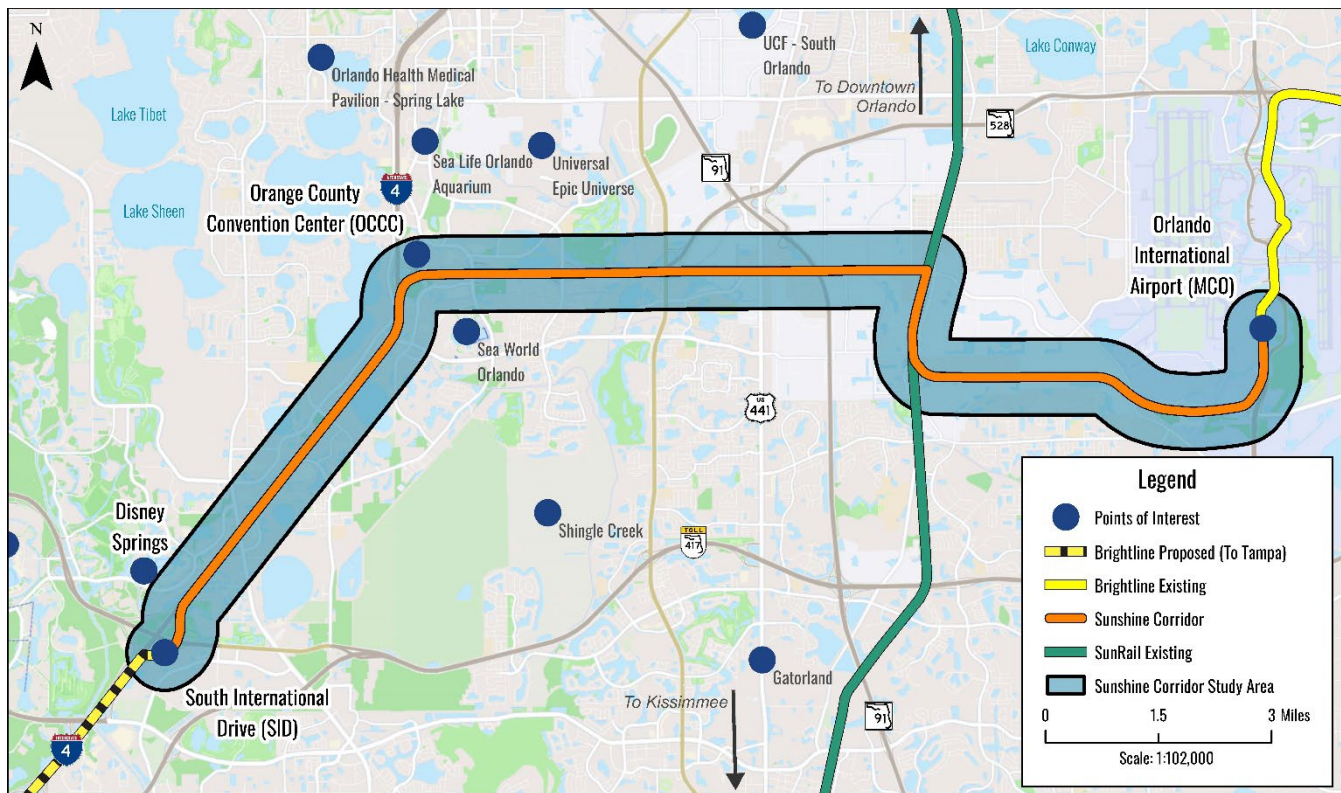 N
Orlando Health Medical
Pavilion - Spring Lake
UCF - South
Orlando
Lake Conway
To Downtown
Orlando
Lake Tibet
528
Sea Life Orlando
Aquarium
Universal
Epic Universe
91
Orange County
Convention Center (OCCC)
INTERSTATE
4
Lake Sheen
Orlando
International
Airport (MCO)
Sea World
Orlando
US
441
Disney
Springs
Shingle Creek
TOLL
417
South International
Drive (SID)
Gatorland
To Kissimmee
91
INTERSTATE
4
Legend
Points of Interest
Brightline Proposed (To Tampa)
Brightline Existing
Sunshine Corridor
SunRail Existing
Sunshine Corridor Study Area
0 1.5 3 Miles
Scale: 1:102,000